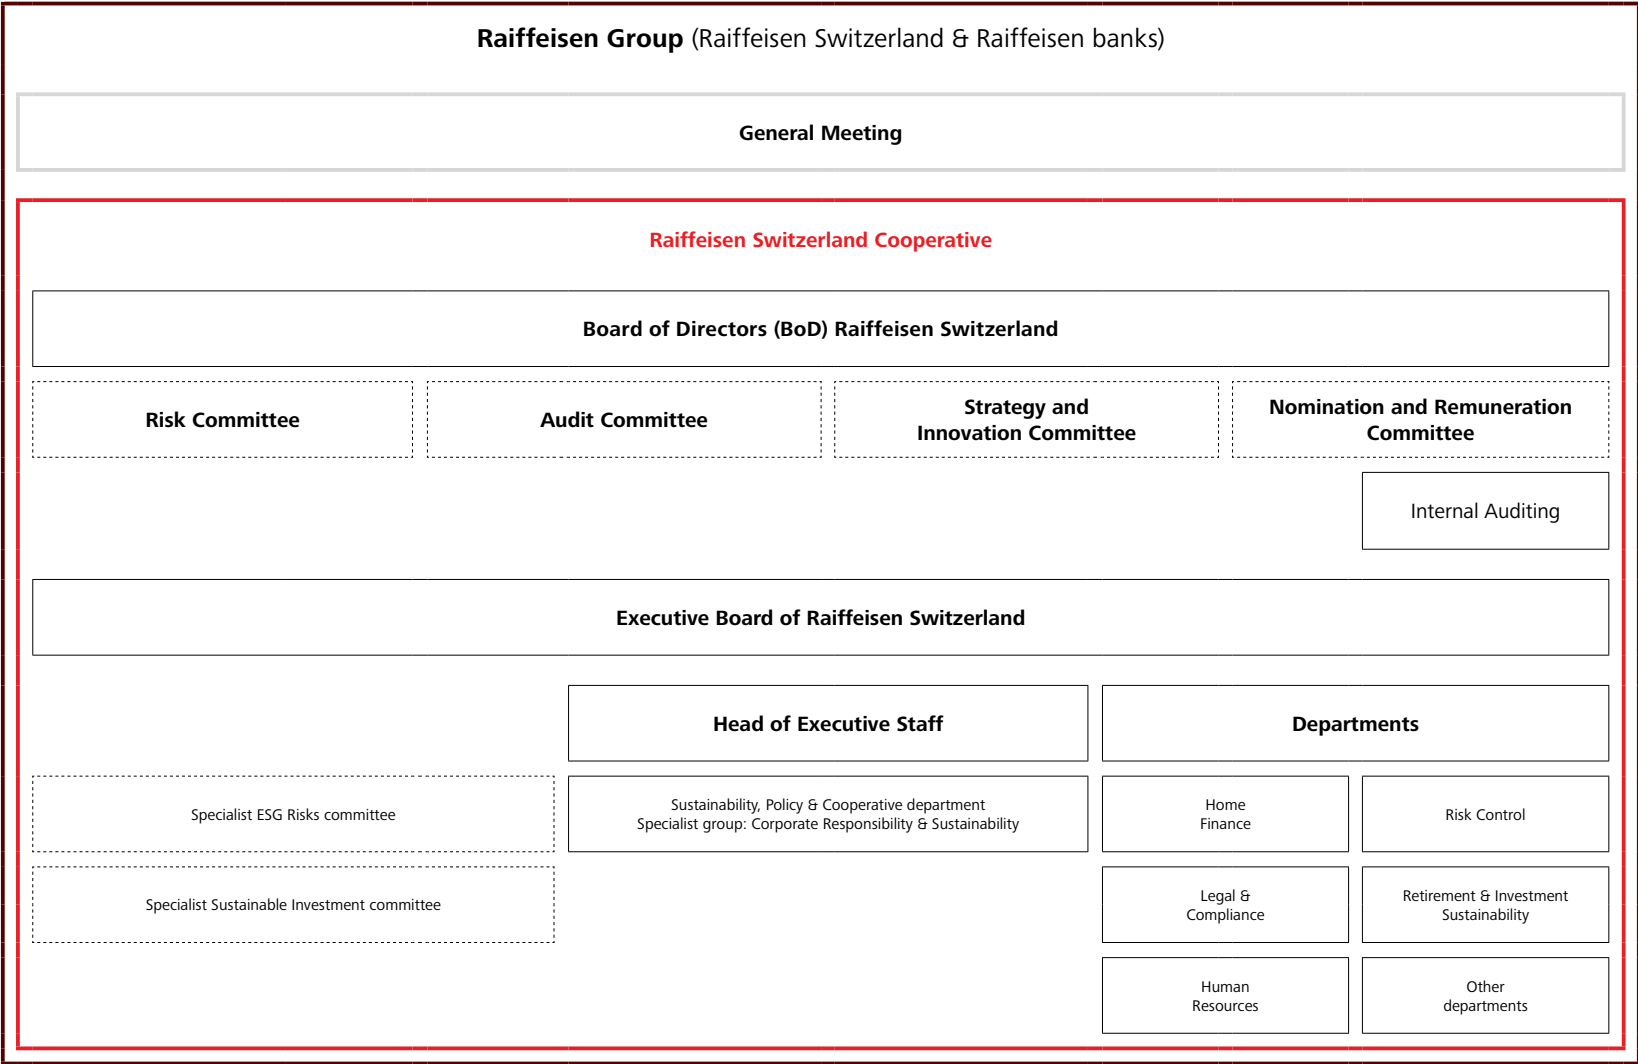 Raiffeisen Group (Raiffeisen Switzerland & Raiffeisen banks)
General Meeting
Raiffeisen Switzerland Cooperative
Board of Directors (BoD) Raiffeisen Switzerland
Risk Committee
Audit Committee
Strategy and
Innovation Committee
Nomination and Remuneration
Committee
Internal Auditing
Executive Board of Raiffeisen Switzerland
Head of Executive Staff
Departments
Specialist ESG Risks committee
Sustainability, Policy & Cooperative department
Specialist group: Corporate Responsibility & Sustainability
Home
Finance
Risk Control
Specialist Sustainable Investment committee
Legal &
Compliance
Retirement & Investment
Sustainability
Human
Resources
Other
departments